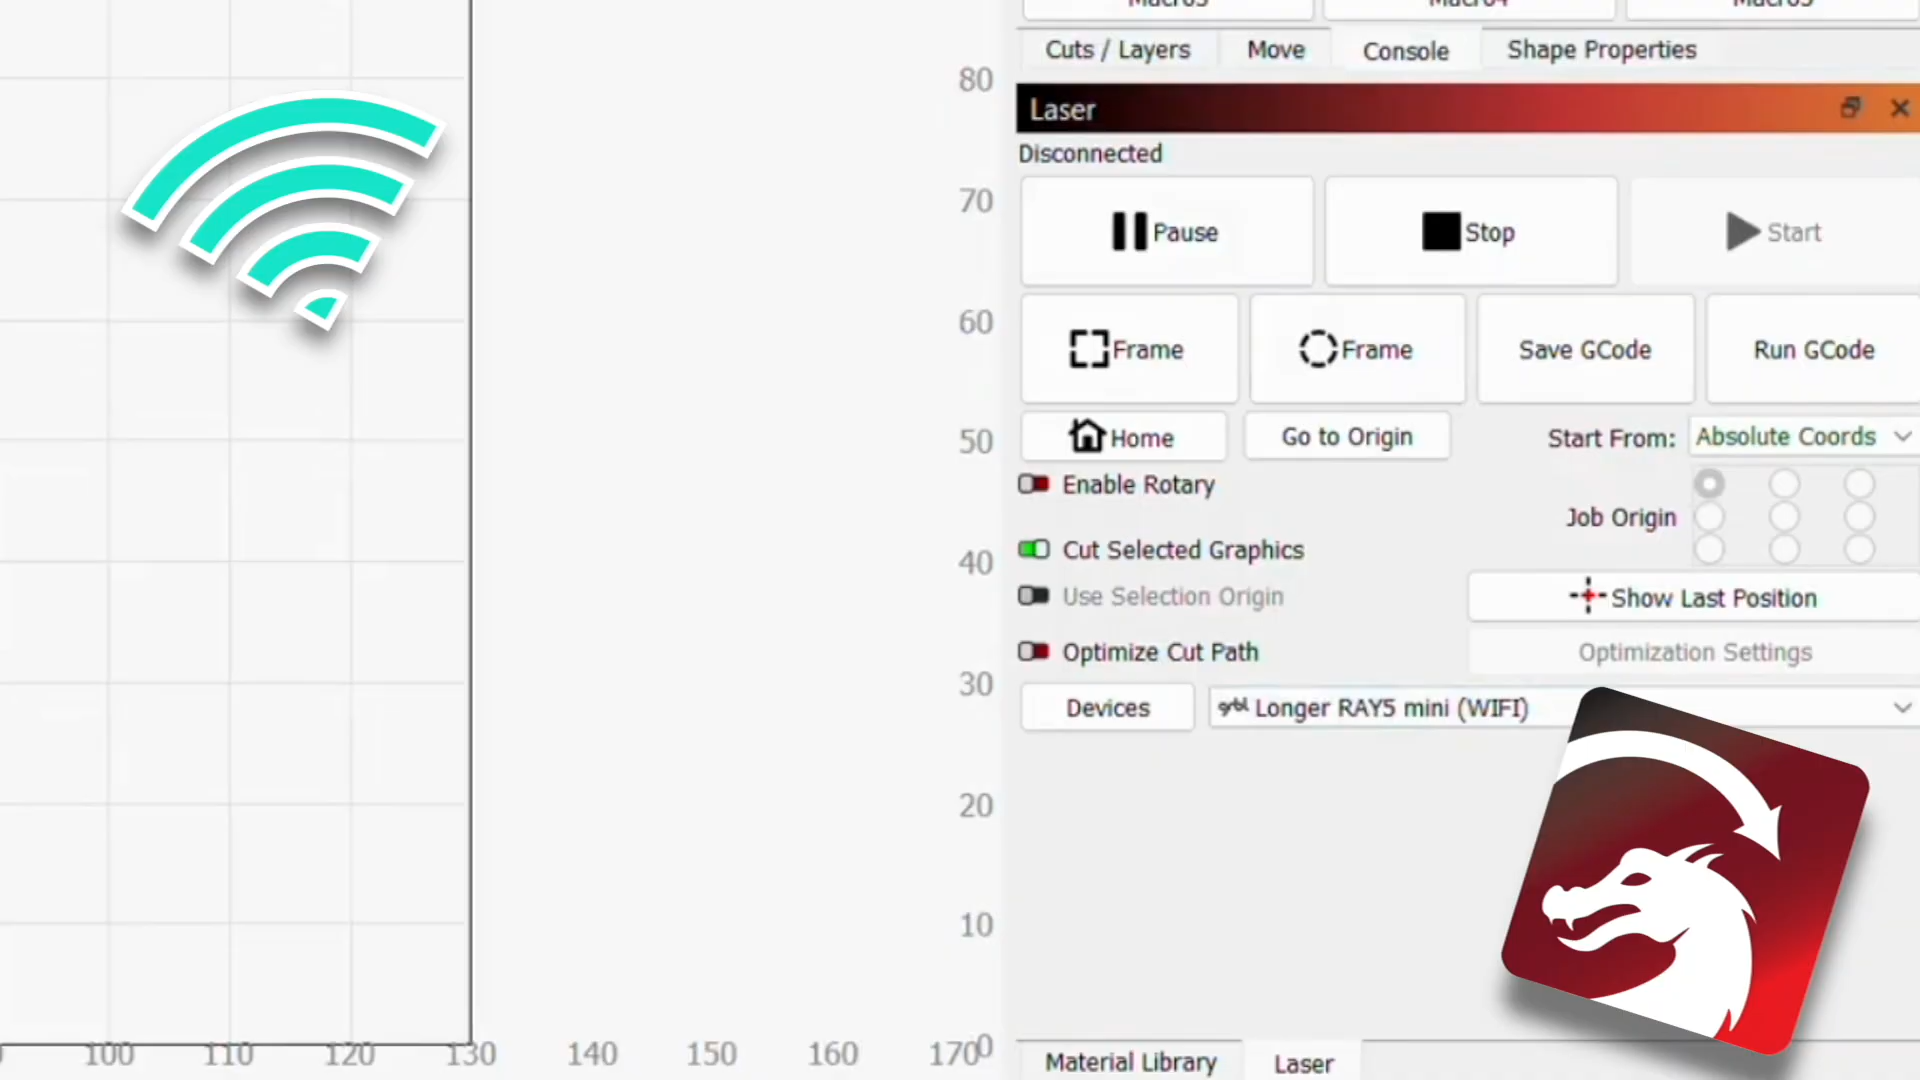 Macro3 Macro4 Macro5
Cuts / Layers Move Console Shape Properties
Laser
Disconnected
Pause Stop Start
Frame Frame Save GCode Run GCode
Home Go to Origin Start From: Absolute Coords
Enable Rotary
Job Origin
Cut Selected Graphics
Use Selection Origin Show Last Position
Optimize Cut Path Optimization Settings
Devices grbl Longer RAY5 mini (WIFI)
Material Library Laser
80
70
60
50
40
30
20
10
0
100 110 120 130 140 150 160 170